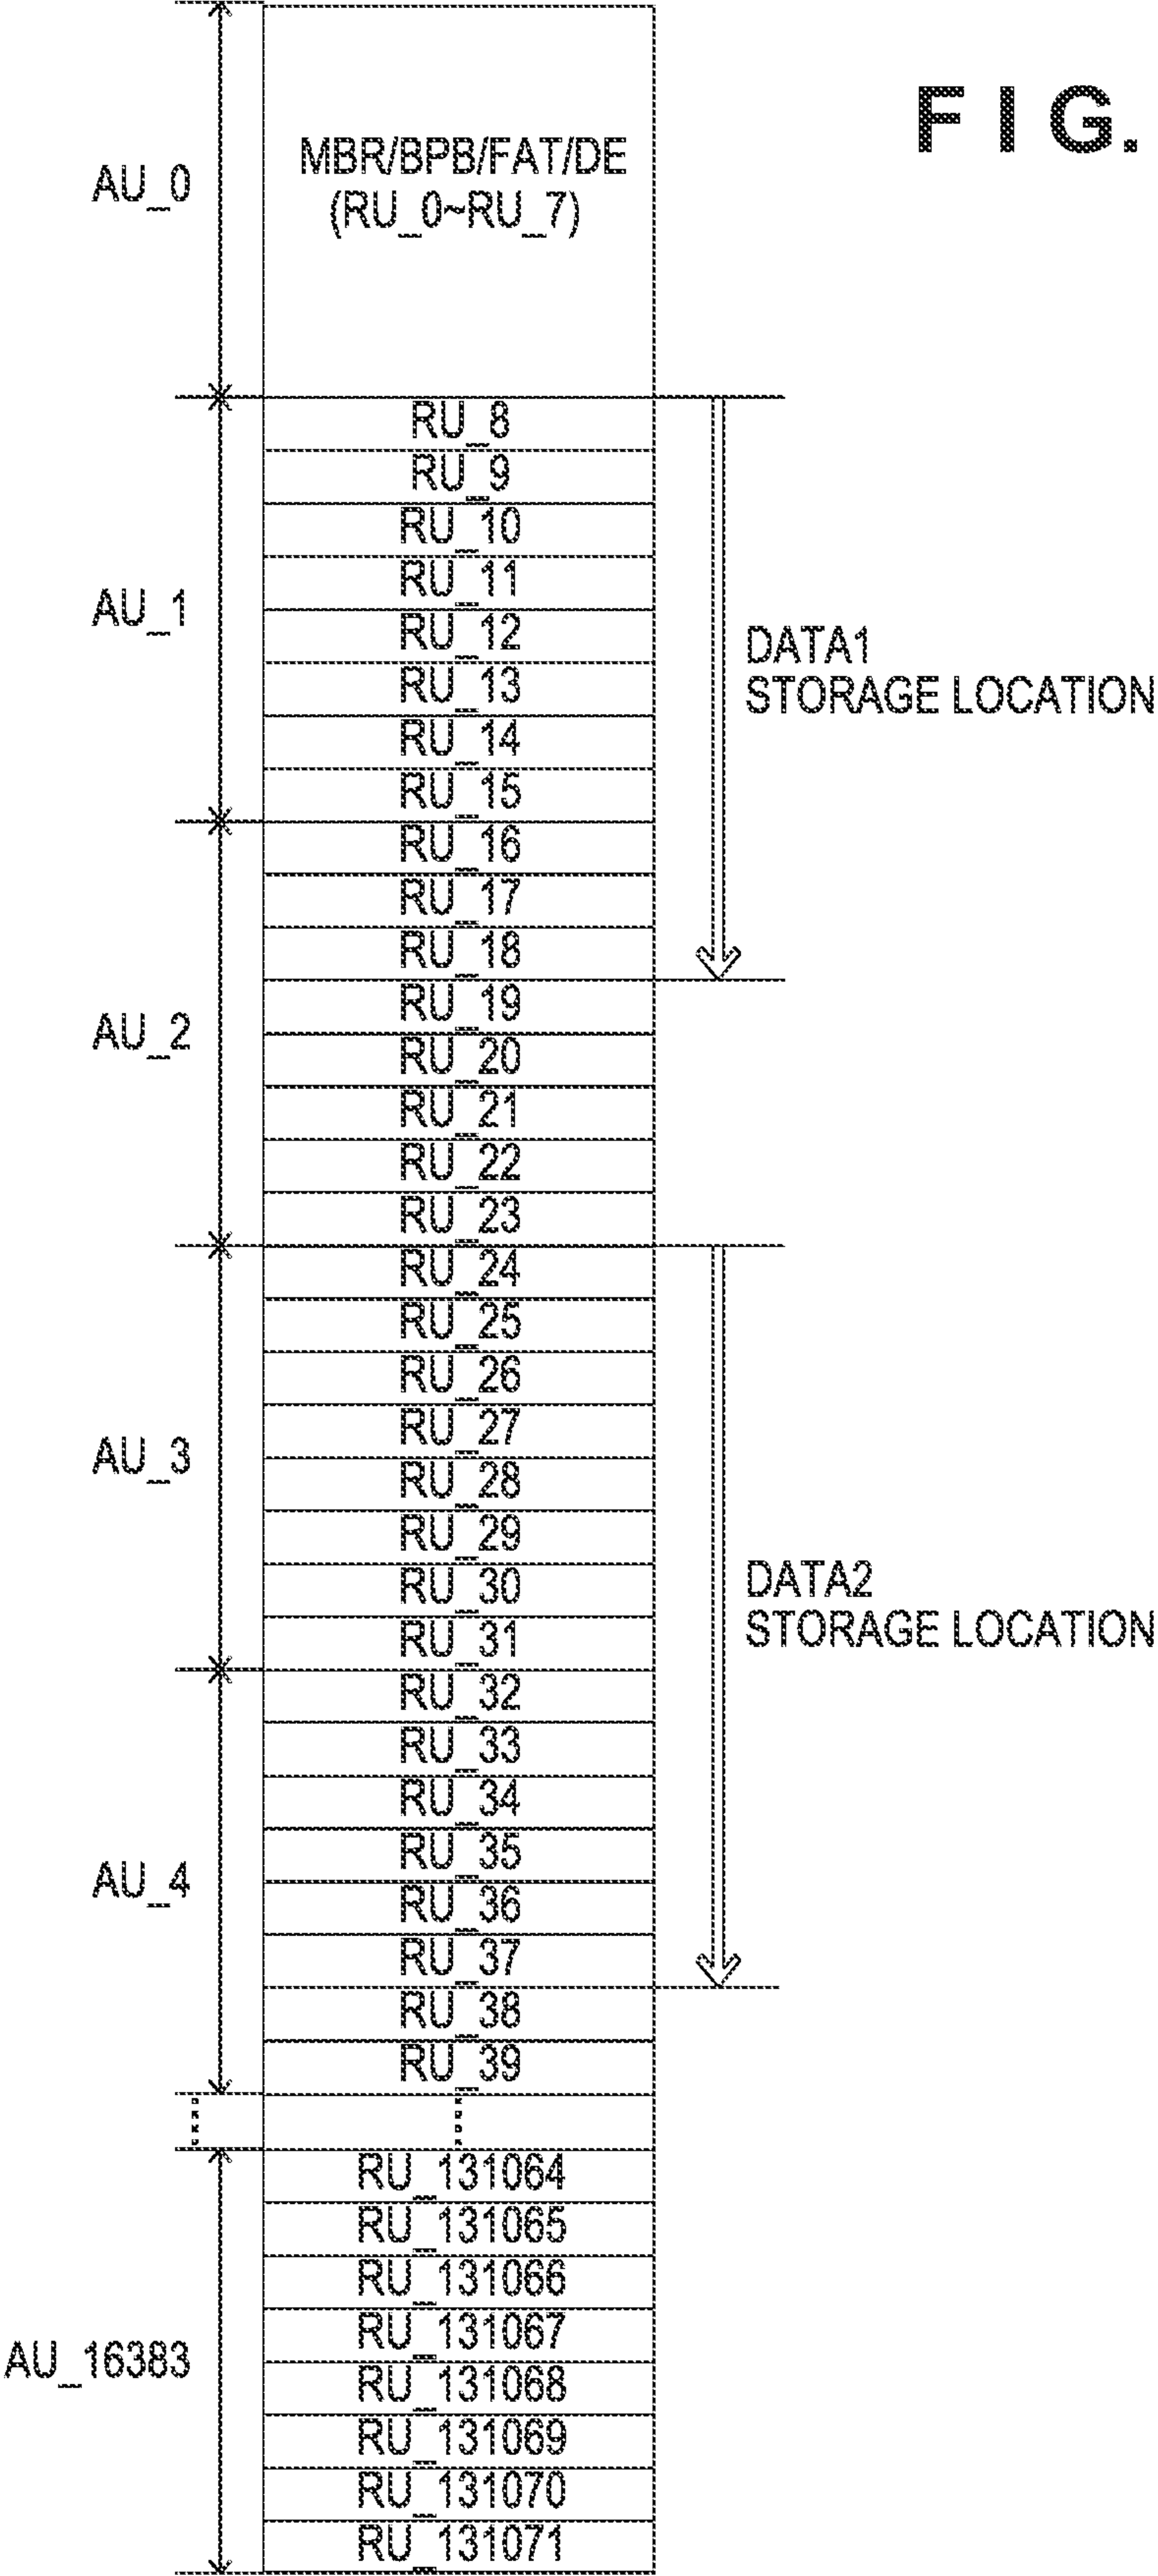 FIG.
AU_0
MBR/BPB/FAT/DE
(RU_0~RU_7)
RU_8
RU_9
RU_10
RU_11
AU_1
RU_12
DATA1
STORAGE LOCATION
RU_13
RU_14
RU_15
RU_16
RU_17
RU_18
RU_19
AU_2
RU_20
RU_21
RU_22
RU_23
RU_24
RU_25
RU_26
RU_27
AU_3
RU_28
RU_29
RU_30
DATA2
STORAGE LOCATION
RU_31
RU_32
RU_33
RU_34
RU_35
AU_4
RU_36
RU_37
RU_38
RU_39
RU_131064
RU_131065
RU_131066
RU_131067
AU_16383
RU_131068
RU_131069
RU_131070
RU_131071